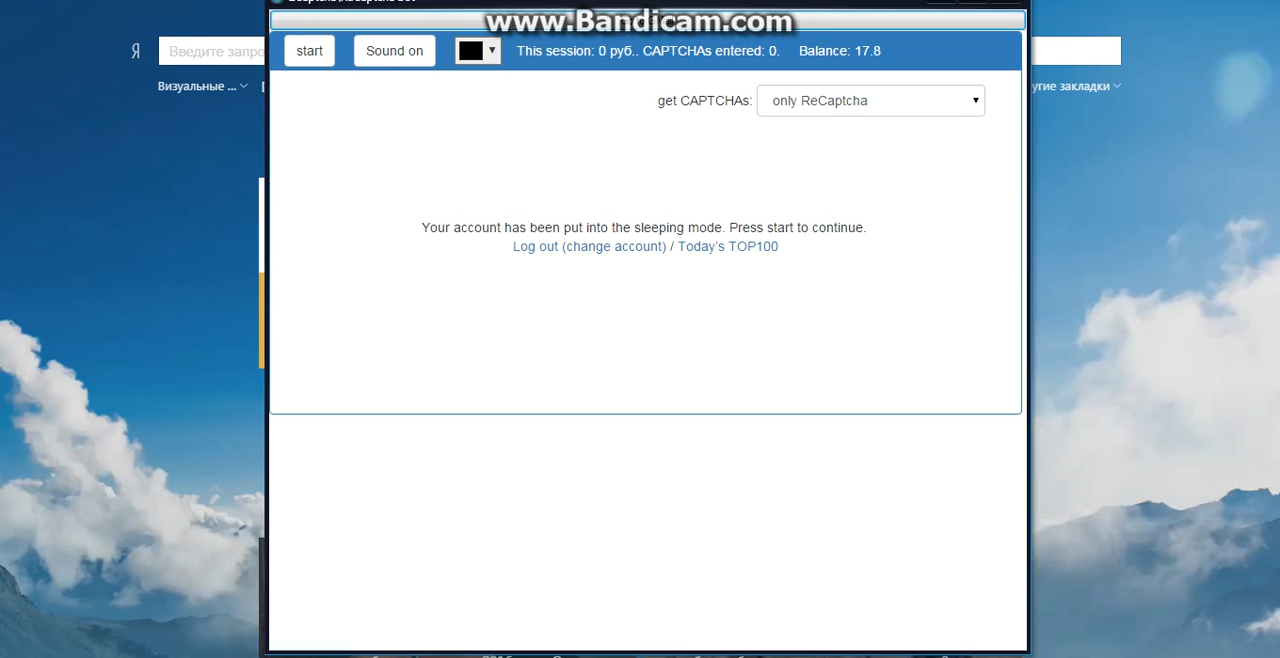 www.Bandicam.com
start
Sound on
This session: 0 руб.. CAPTCHAs entered: 0.
Balance: 17.8
Я
Введите запро
Визуальные ...
угие закладки
get CAPTCHAs:
only ReCaptcha
Your account has been put into the sleeping mode. Press start to continue.
Log out (change account) / Today's TOP100